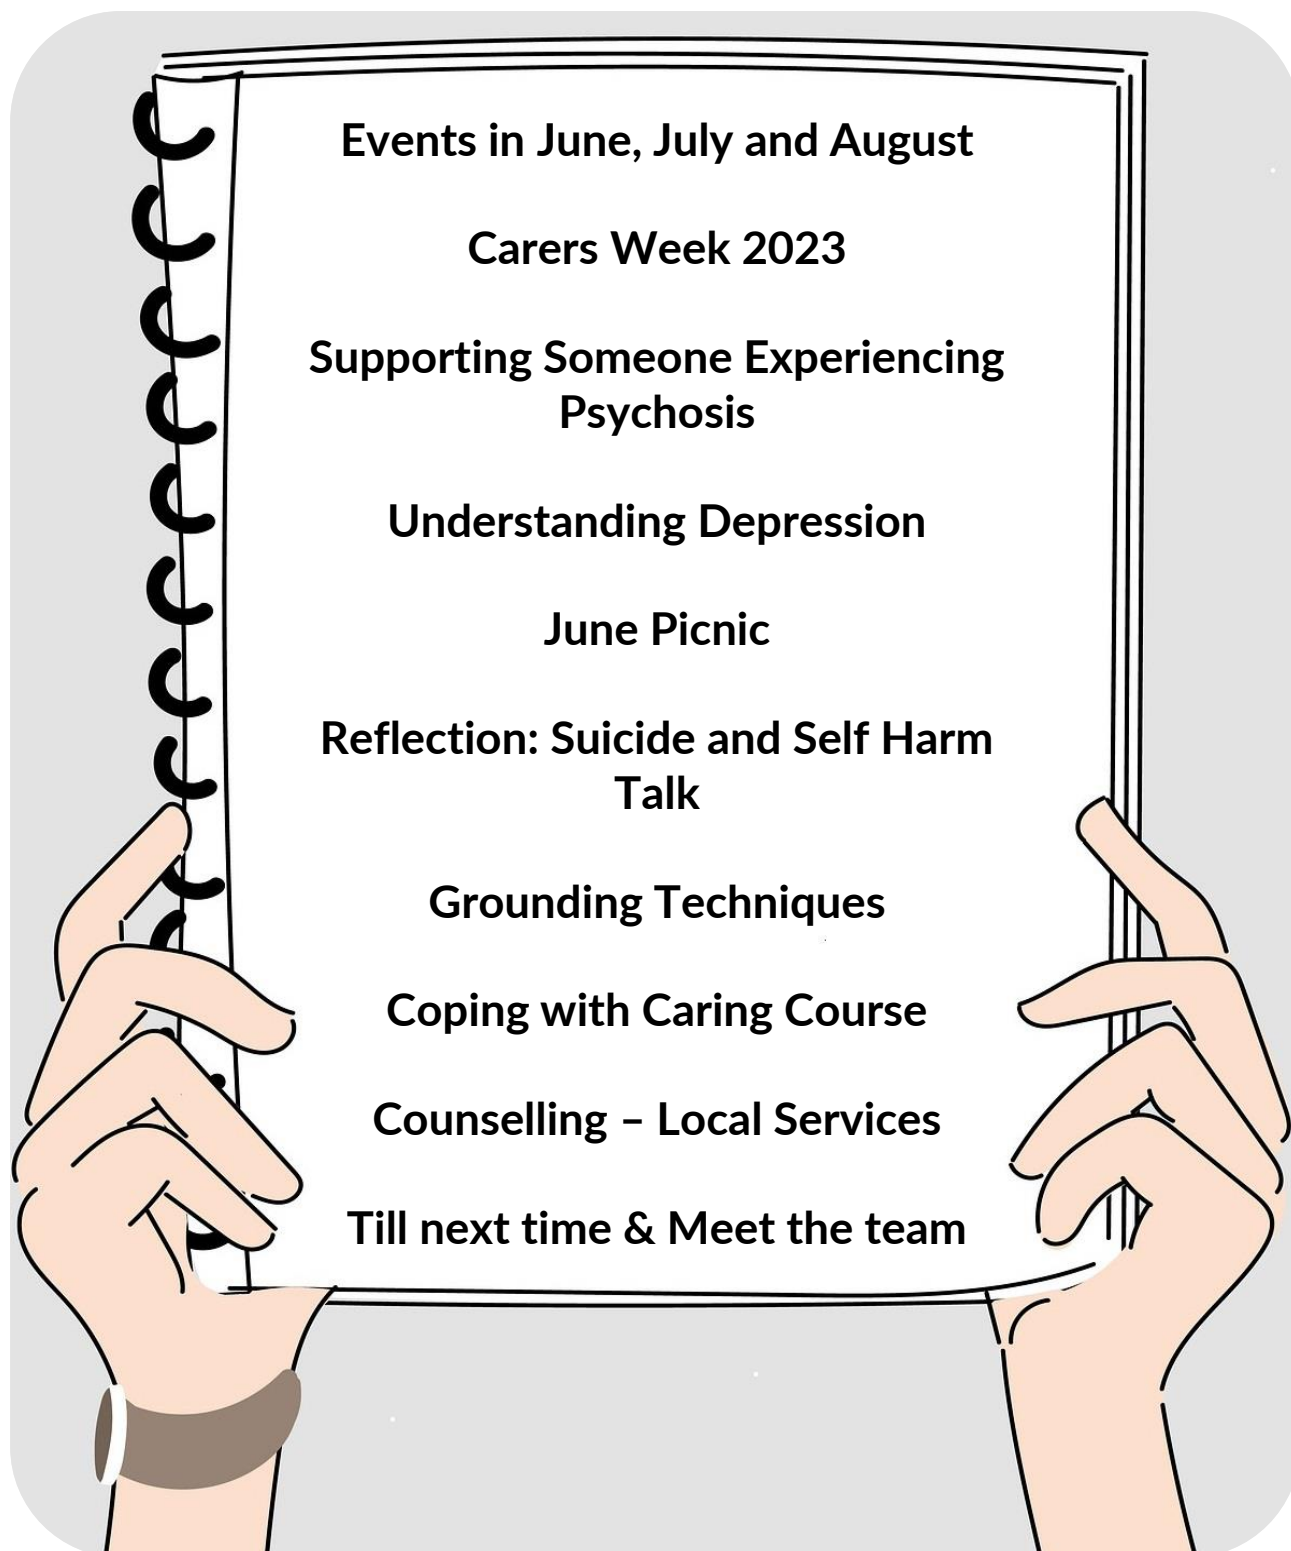 Events in June, July and August
Carers Week 2023
Supporting Someone Experiencing
Psychosis
Understanding Depression
June Picnic
Reflection: Suicide and Self Harm
Talk
Grounding Techniques
Coping with Caring Course
Counselling – Local Services
Till next time & Meet the team